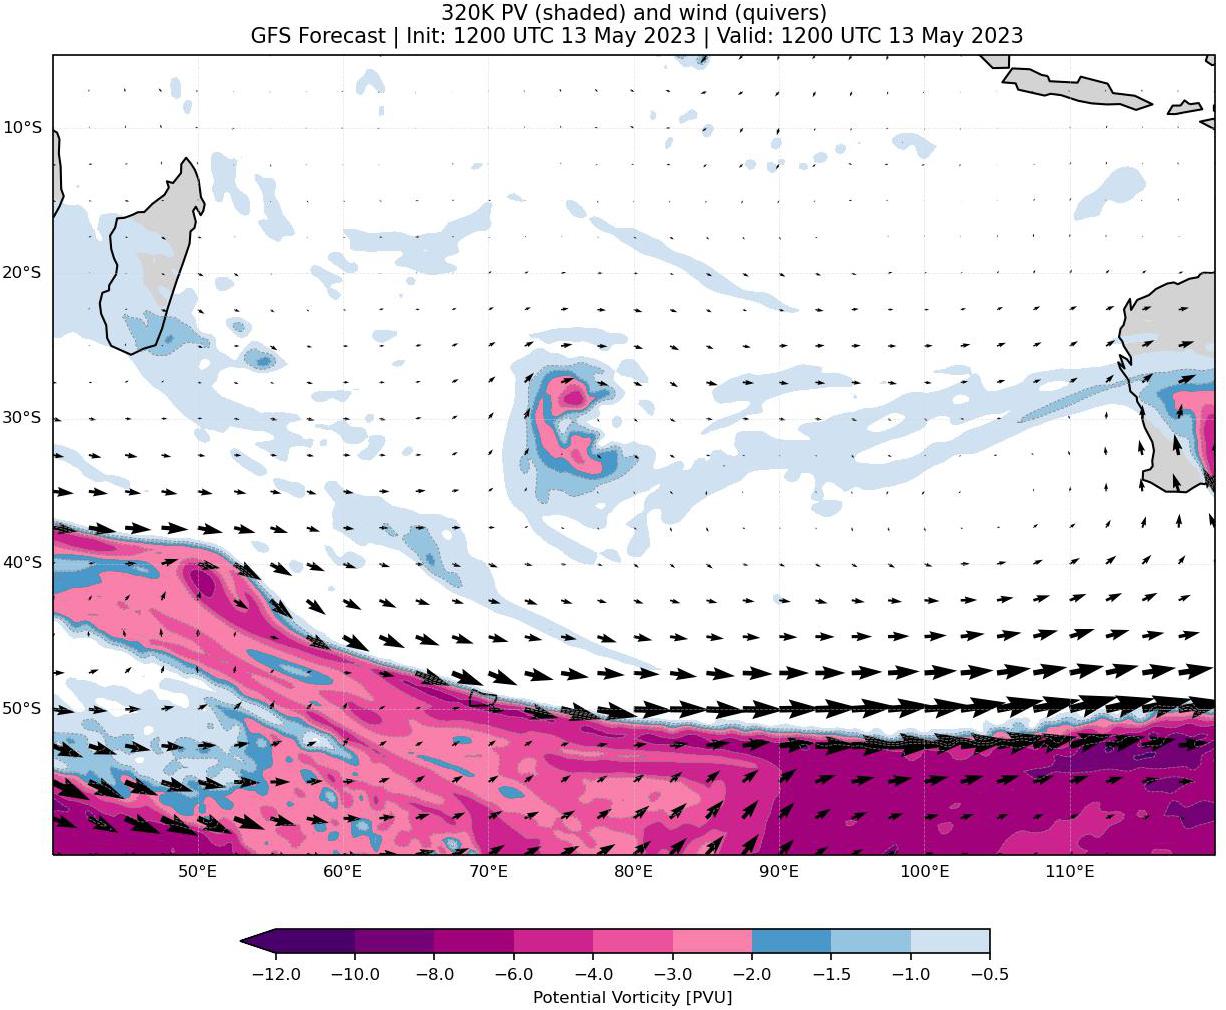 320K PV (shaded) and wind (quivers)
GFS Forecast | Init: 1200 UTC 13 May 2023 | Valid: 1200 UTC 13 May 2023
10°S
20°S
30°S
40°S
50°S
50°E 60°E 70°E 80°E 90°E 100°E 110°E
−12.0 −10.0 −8.0 −6.0 −4.0 −3.0 −2.0 −1.5 −1.0 −0.5
Potential Vorticity [PVU]